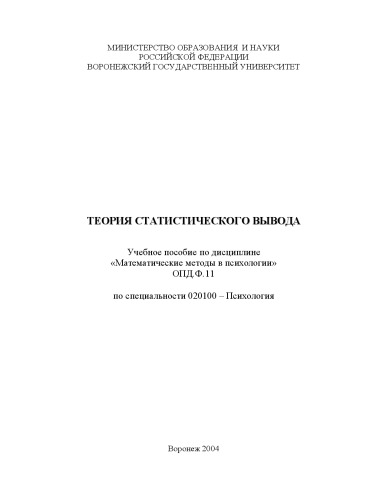 МИНИСТЕРСТВО ОБРАЗОВАНИЯ И НАУКИ
РОССИЙСКОЙ ФЕДЕРАЦИИ
ВОРОНЕЖСКИЙ ГОСУДАРСТВЕННЫЙ УНИВЕРСИТЕТ
ТЕОРИЯ СТАТИСТИЧЕСКОГО ВЫВОДА
Учебное пособие по дисциплине
«Математические методы в психологии»
ОПД.Ф.11
по специальности 020100 – Психология
Воронеж 2004